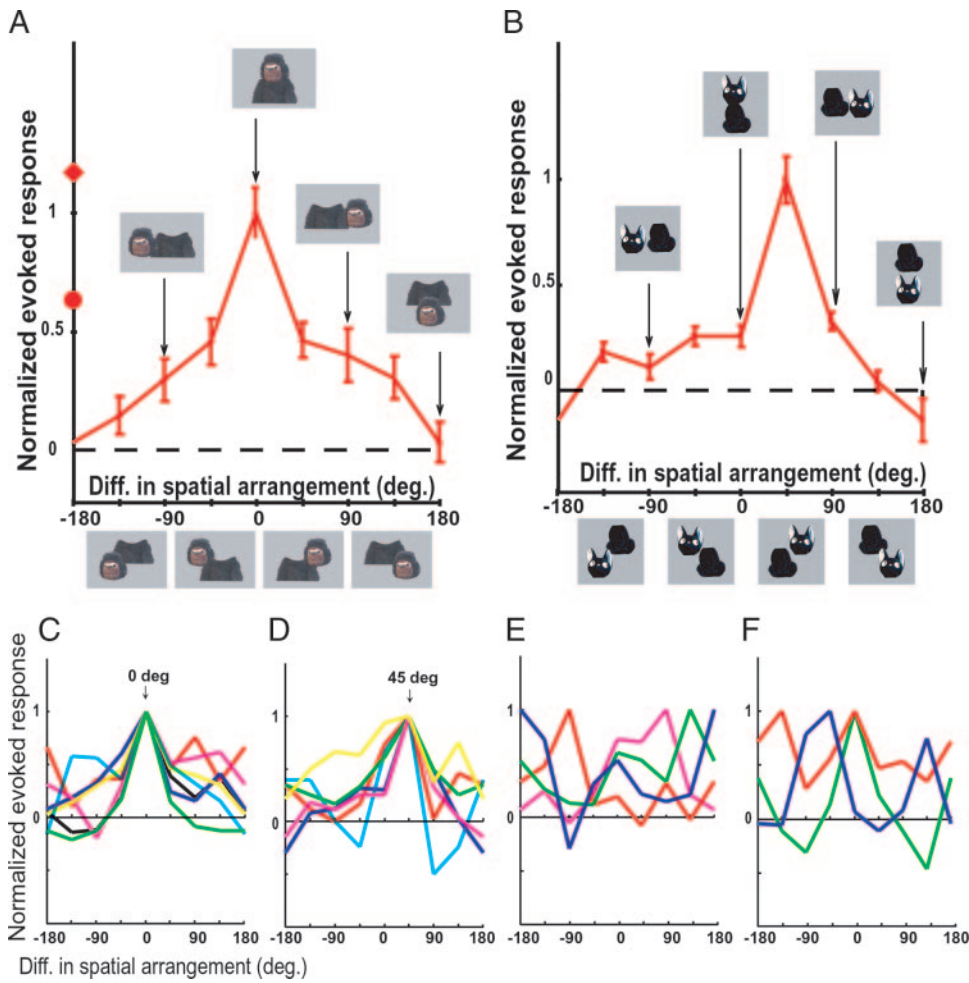 A
Normalized evoked response
1
0.5
0
Diff. in spatial arrangement (deg.)
-180 -90 0 90 180
B
Normalized evoked response
1
0.5
0
Diff. in spatial arrangement (deg.)
-180 -90 0 90 180
Normalized evoked response
C
0 deg
1
0
-180 -90 0 90 180
D
45 deg
1
0
-180 -90 0 90 180
E
1
0
-180 -90 0 90 180
F
1
0
-180 -90 0 90 180
Diff. in spatial arrangement (deg.)